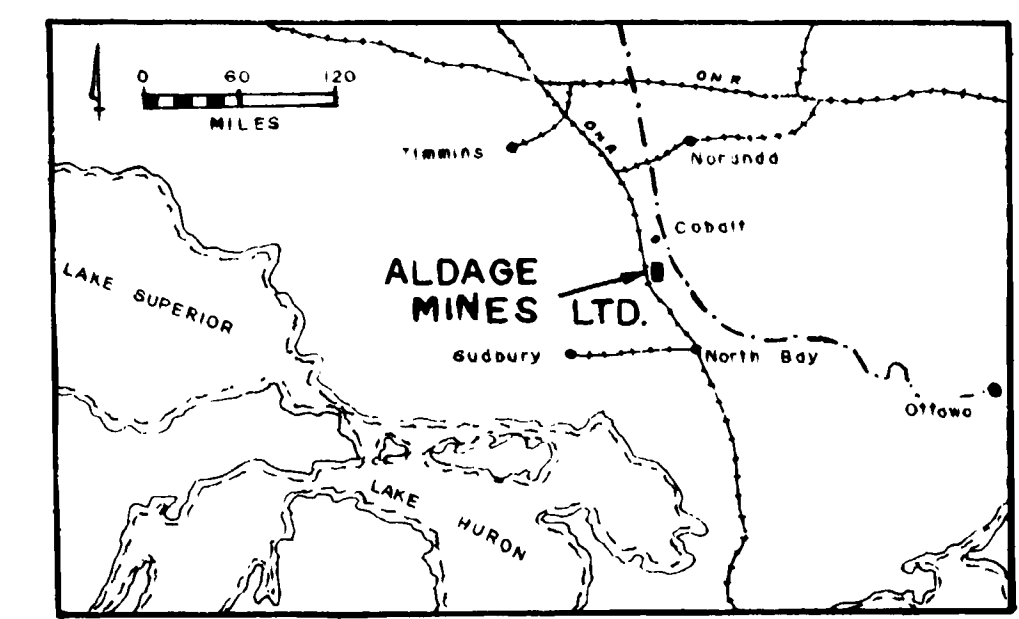 ONR
0 60 120
MILES
ONR
Timmins
Noranda
Cobalt
LAKE SUPERIOR
ALDAGE
MINES LTD.
Sudbury
North Bay
Ottawa
LAKE
HURON